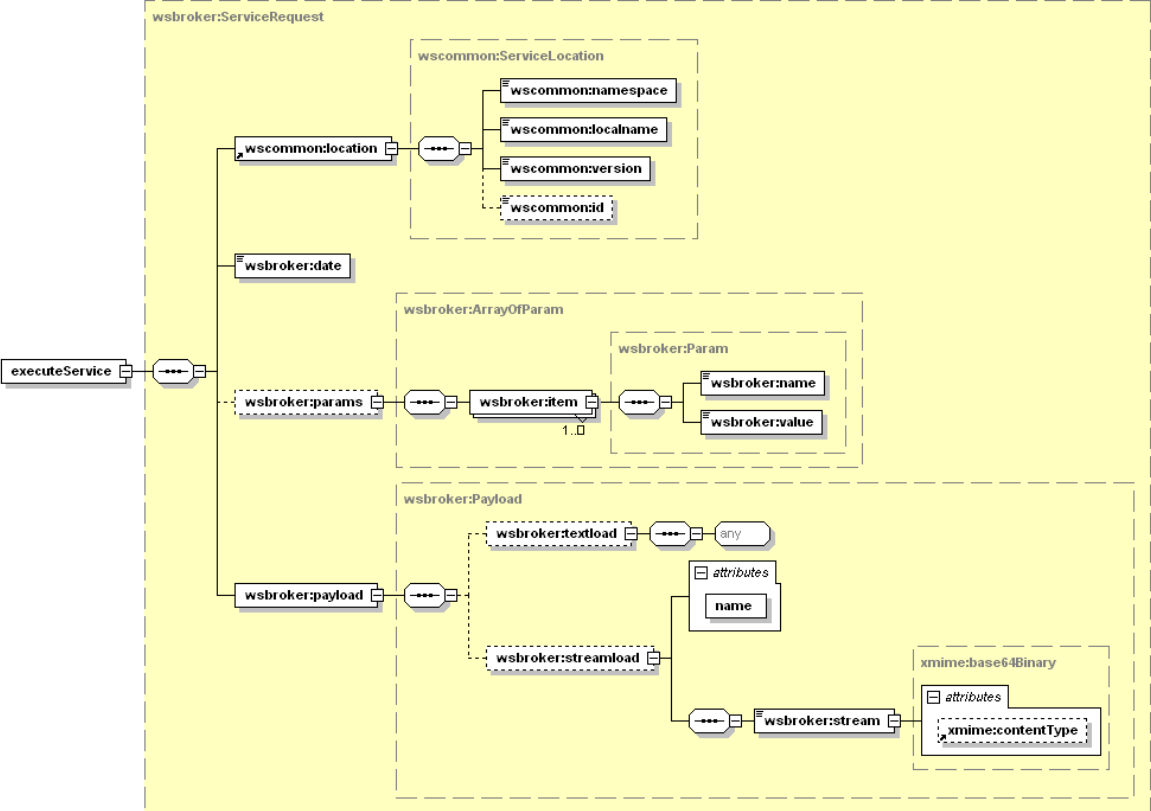 wsbroker:ServiceRequest
wscommon:ServiceLocation
wscommon:namespace
wscommon:localname
wscommon:location
wscommon:version
wscommon:id
wsbroker:date
wsbroker:ArrayOfParam
wsbroker:Param
executeService
wsbroker:name
wsbroker:params
wsbroker:item
wsbroker:value
1..
wsbroker:Payload
wsbroker:textload
any
attributes
wsbroker:payload
name
wsbroker:streamload
xmime:base64Binary
attributes
wsbroker:stream
xmime:contentType